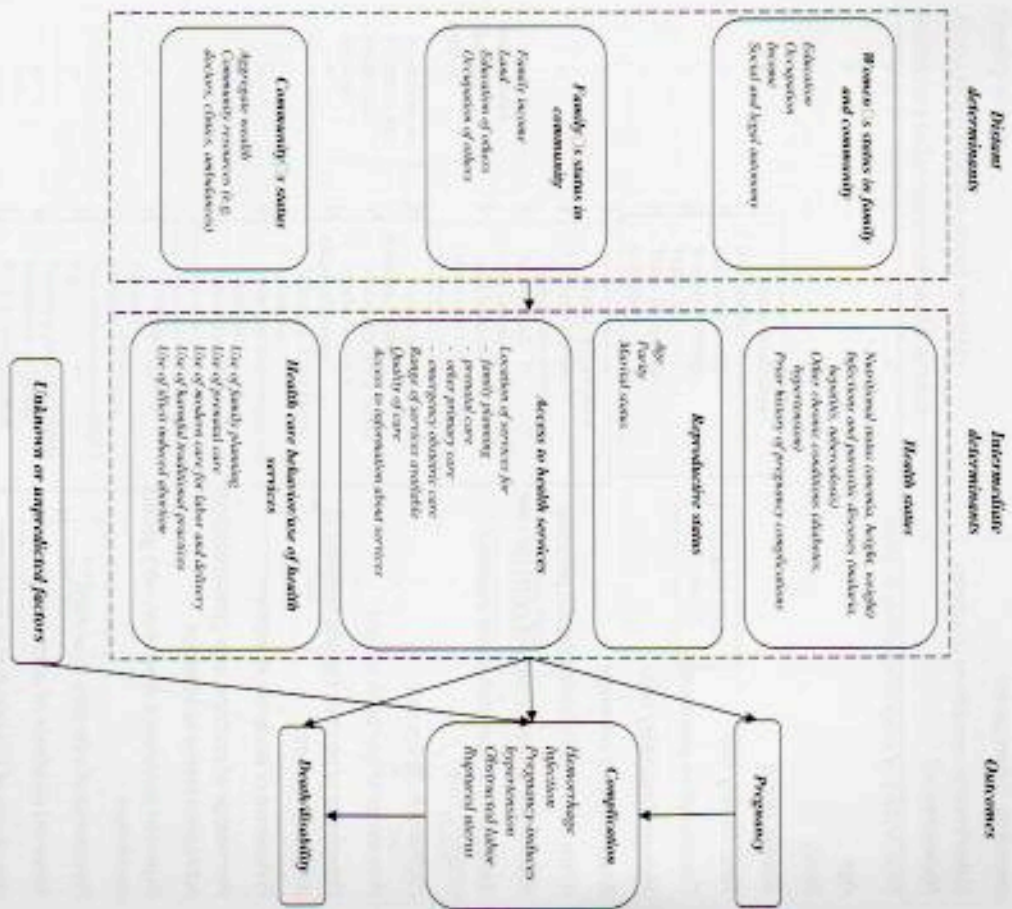 Distant
determinants
Women□s status in family
and community
Education
Occupation
Income
Social and legal autonomy
Family□s status in
community
Family income
Land
Education of others
Occupation of others
Community□s status
Aggregate wealth
Community resources (e.g.
doctors, clinics, ambulances)
Intermediate
determinants
Health status
Nutritional status (anemia, height, weight)
Infections and parasitic diseases (malaria,
hepatitis, tuberculosis)
Other chronic conditions (diabetes,
hypertension)
Prior history of pregnancy complications
Reproductive status
Age
Parity
Marital status
Access to health services
Location of services for
- family planning
- prenatal care
- other primary care
- emergency obstetric care
Range of services available
Quality of care
Access to information about services
Health care behavior/use of health
services
Use of family planning
Use of prenatal care
Use of modern care for labor and delivery
Use of harmful traditional practices
Use of illicit induced abortion
Unknown or unpredicted factors
Outcomes
Pregnancy
Complication
Hemorrhage
Infection
Pregnancy-induces
hypertension
Obstructed labor
Ruptured uterus
Death/disability